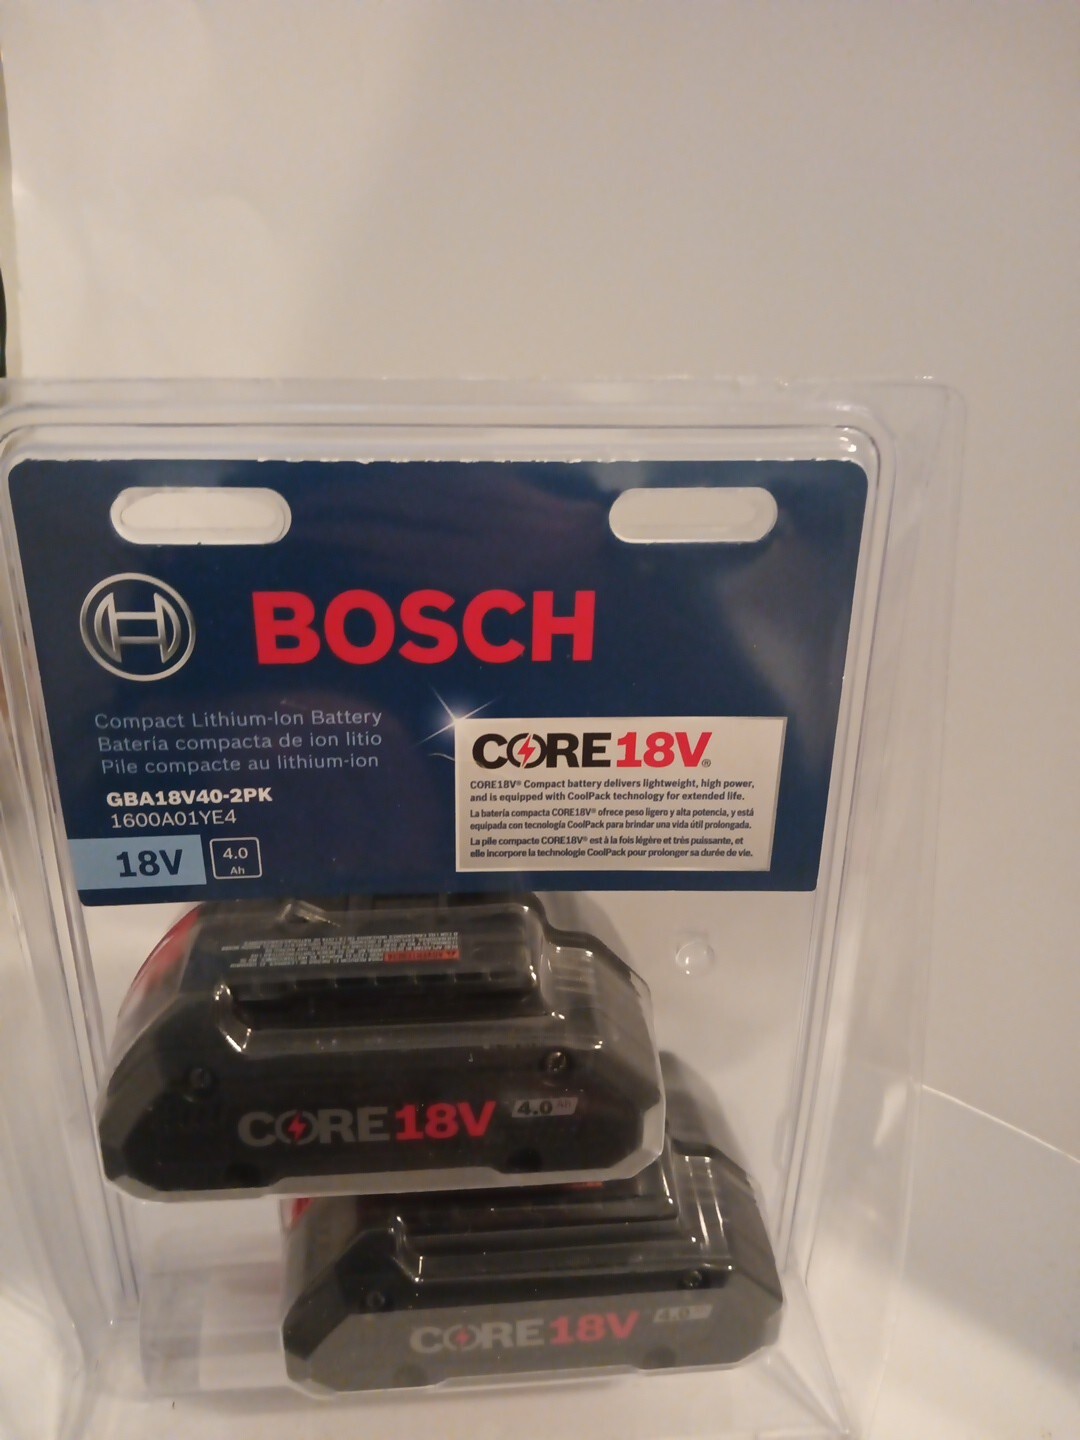 BOSCH
Compact Lithium-Ion Battery
Batería compacta de ion litio
Pile compacte au lithium-ion
GBA18V40-2PK
1600A01YE4
18V
4.0
Ah
CORE18V®
CORE18V® Compact battery delivers lightweight, high power,
and is equipped with CoolPack technology for extended life.
La batería compacta CORE18V® ofrece peso ligero y alta potencia, y está
equipada con tecnología CoolPack para brindar una vida útil prolongada.
La pile compacte CORE18V® est à la fois légère et très puissante, et
elle incorpore la technologie CoolPack pour prolonger sa durée de vie.
CORE18V 4.0 Ah
CORE18V 4.0